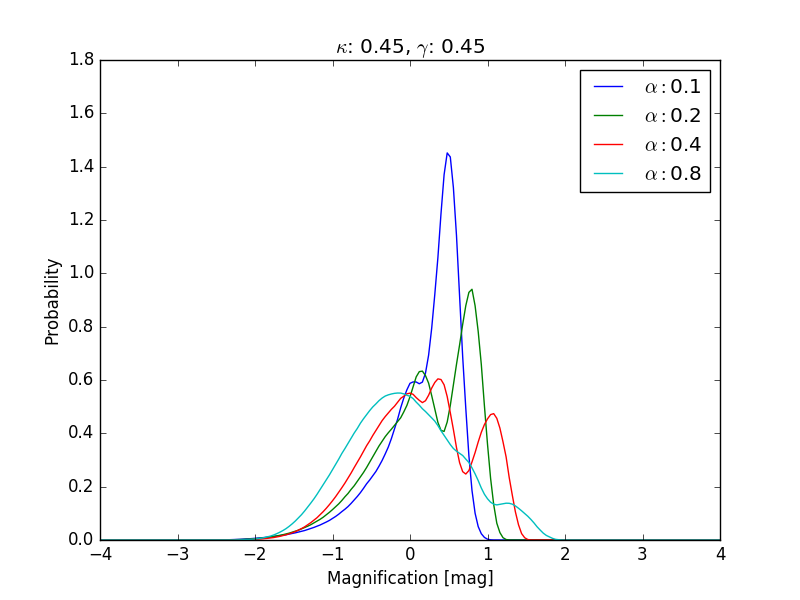 κ: 0.45, γ: 0.45
1.8
1.6
1.4
1.2
1.0
0.8
0.6
0.4
0.2
0.0
Probability
α:0.1
α:0.2
α:0.4
α:0.8
−4 −3 −2 −1 0 1 2 3 4
Magnification [mag]